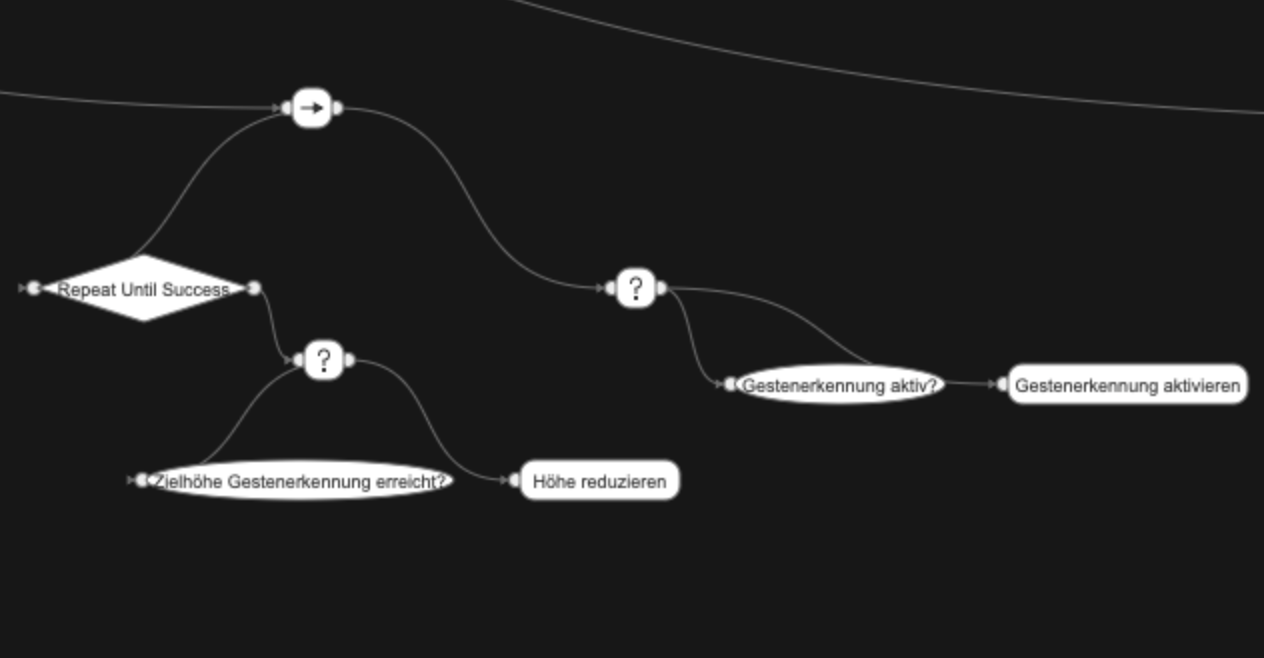 →
Repeat Until Success
?
?
Gestenerkennung aktiv?
Gestenerkennung aktivieren
Zielhöhe Gestenerkennung erreicht?
Höhe reduzieren